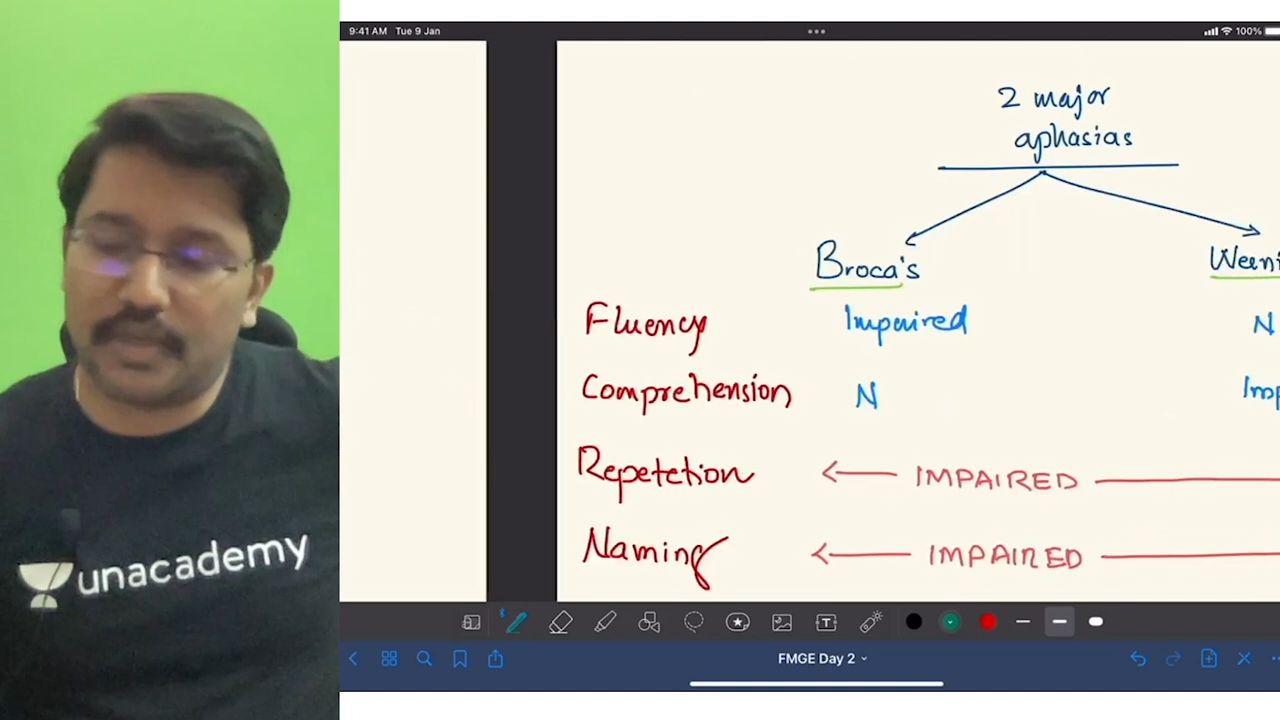 9:41 AM Tue 9 Jan
100%
2 major
aphasias
Broca's
Fluency Impaired N
Comprehension N
Repetetion IMPAIRED
Naming IMPAIRED
unacademy
T
FMGE Day 2